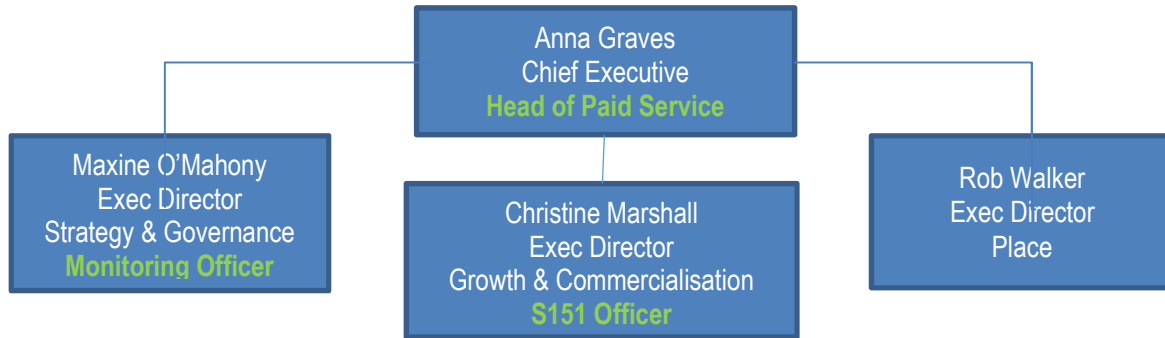 Anna Graves
Chief Executive
Head of Paid Service
Maxine O'Mahony
Exec Director
Strategy & Governance
Monitoring Officer
Christine Marshall
Exec Director
Growth & Commercialisation
S151 Officer
Rob Walker
Exec Director
Place